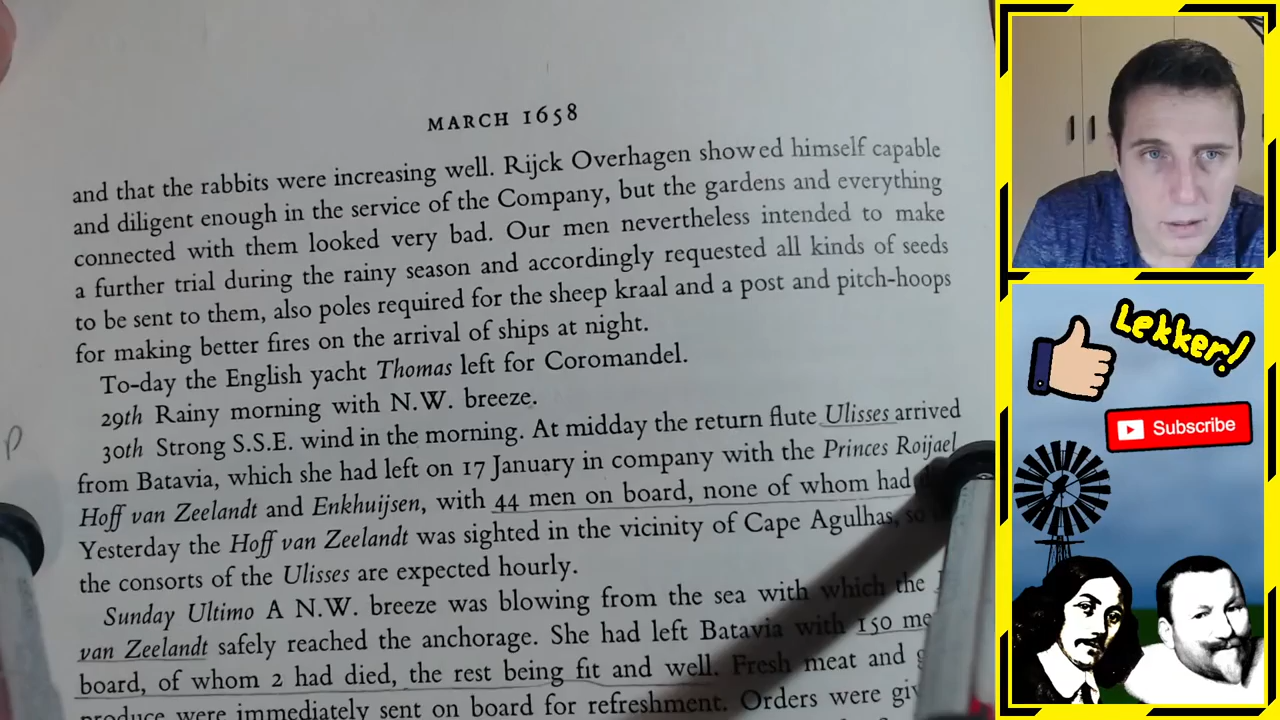 MARCH 1658
and that the rabbits were increasing well. Rijck Overhagen showed himself capable
and diligent enough in the service of the Company, but the gardens and everything
connected with them looked very bad. Our men nevertheless intended to make
a further trial during the rainy season and accordingly requested all kinds of seeds
to be sent to them, also poles required for the sheep kraal and a post and pitch-hoops
for making better fires on the arrival of ships at night.
To-day the English yacht Thomas left for Coromandel.
29th Rainy morning with N.W. breeze.
30th Strong S.S.E. wind in the morning. At midday the return flute Ulisses arrived
from Batavia, which she had left on 17 January in company with the Princes Roijael
Hoff van Zeelandt and Enkhuijsen, with 44 men on board, none of whom had
Yesterday the Hoff van Zeelandt was sighted in the vicinity of Cape Agulhas, so
the consorts of the Ulisses are expected hourly.
Sunday Ultimo A N.W. breeze was blowing from the sea with which the
van Zeelandt safely reached the anchorage. She had left Batavia with 150
board, of whom 2 had died, the rest being fit and well. Fresh meat and
produce were immediately sent on board for refreshment. Orders were
Lekker!
Subscribe